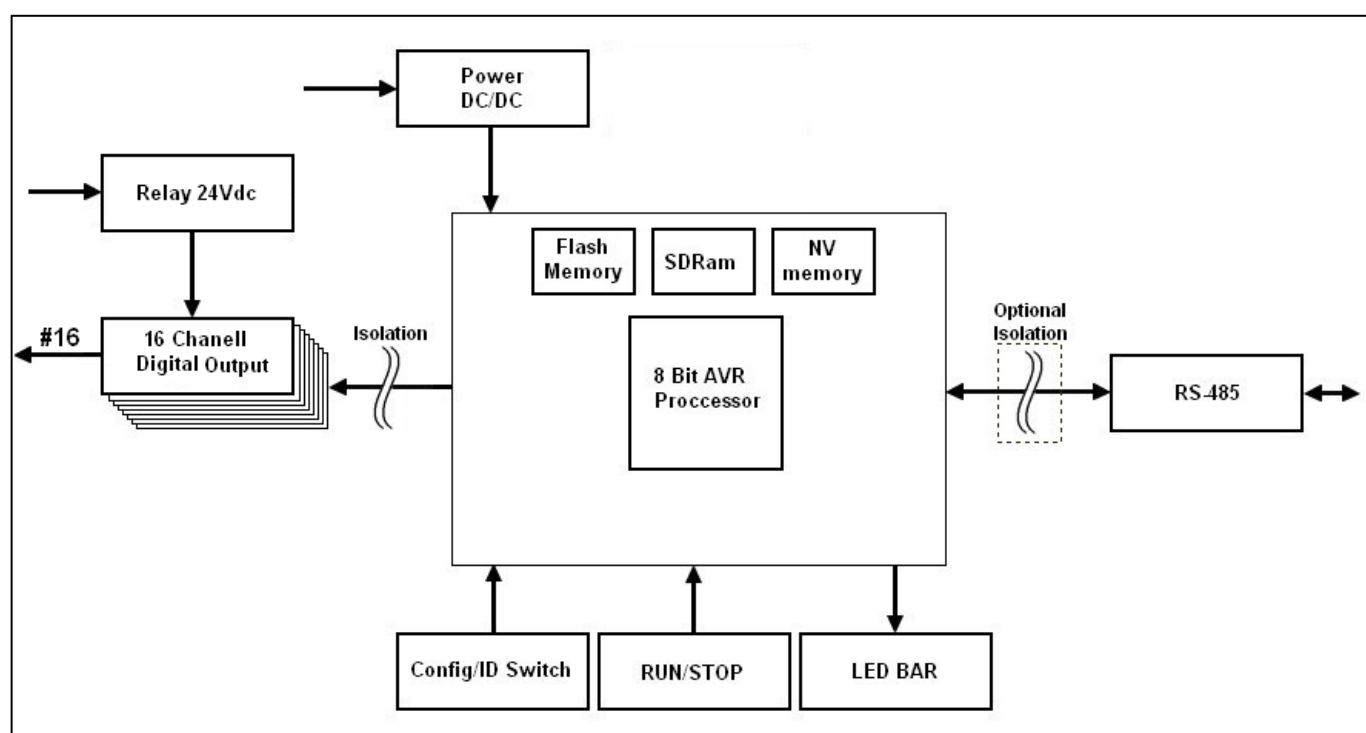 Power
DC/DC
Relay 24Vdc
Flash
Memory
SDRam
NV
memory
#16
16 Chanell
Digital Output
Isolation
8 Bit AVR
Proccessor
Optional
Isolation
RS-485
Config/ID Switch
RUN/STOP
LED BAR